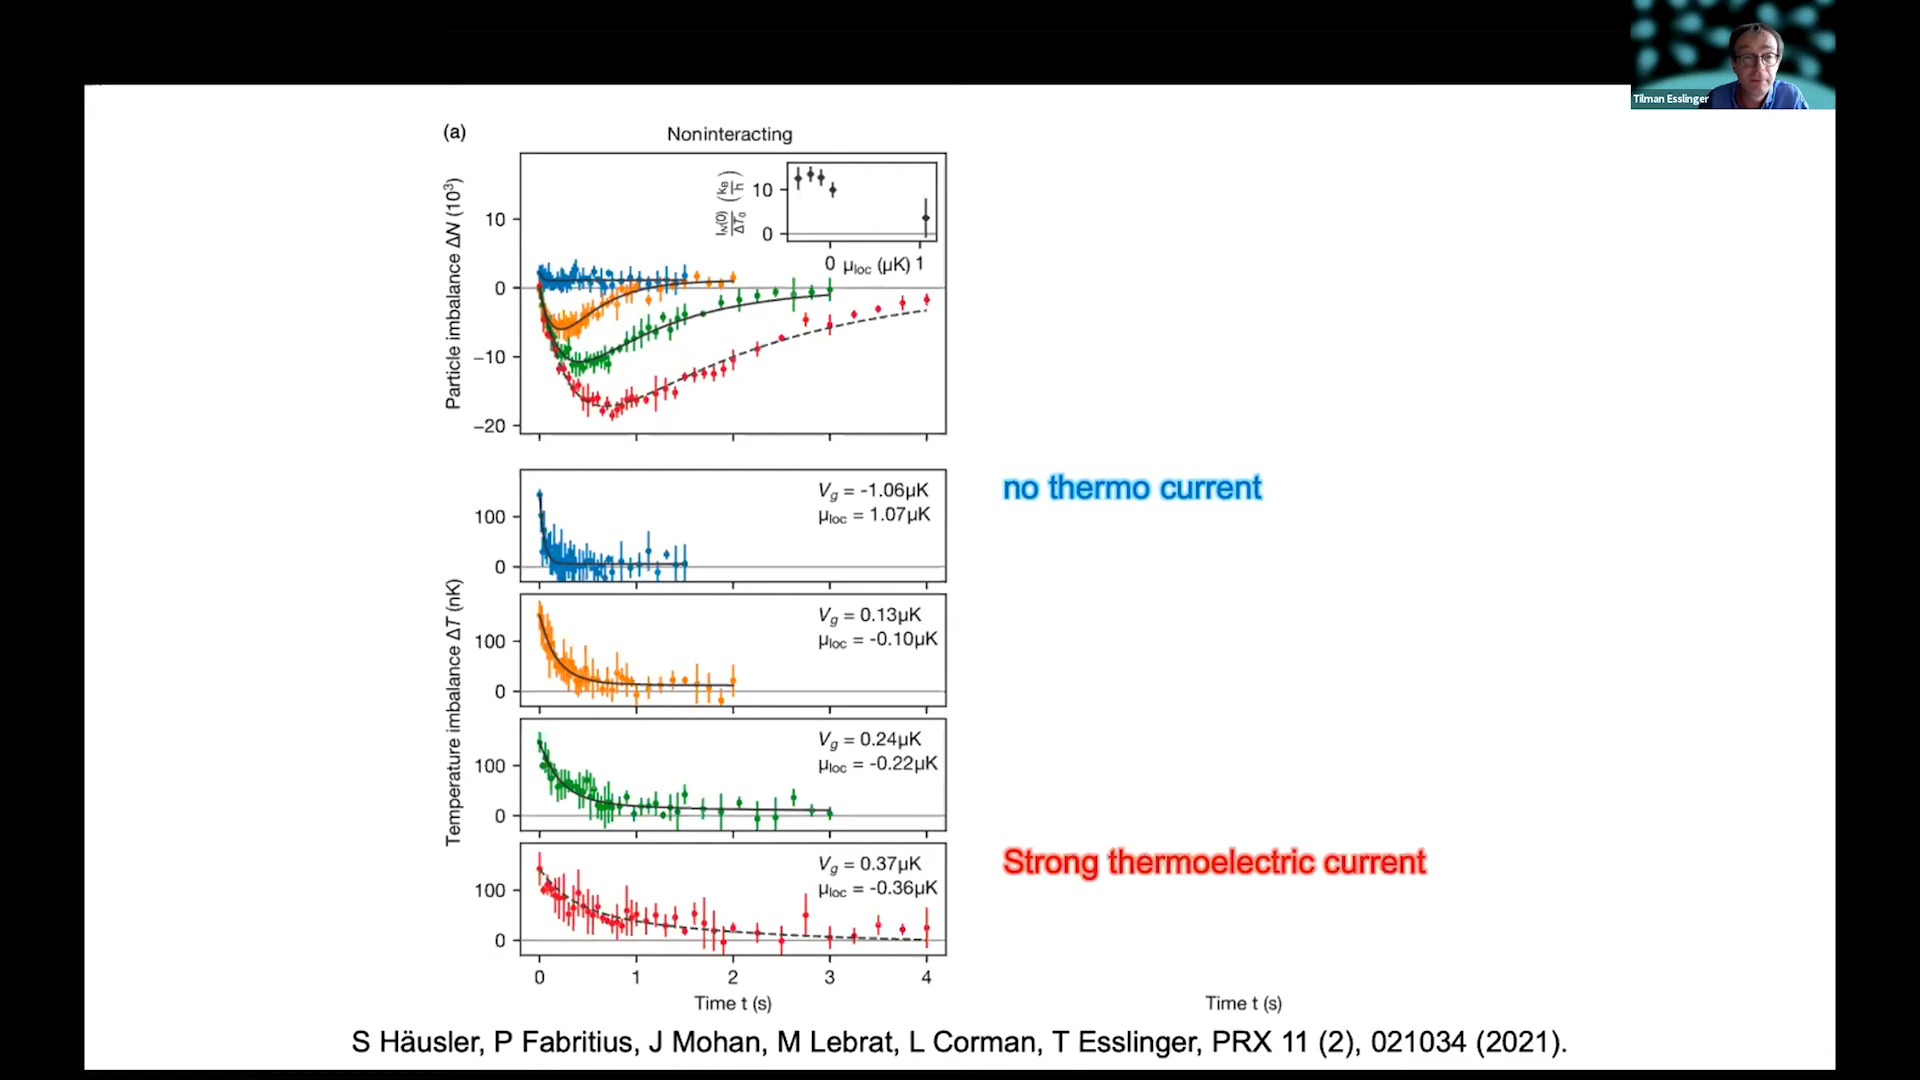 Tilman Esslinger
(a)
Noninteracting
Particle imbalance ΔN (10³)
10
0
−10
−20
I_N(0)/ΔT₀ (k_B/h)
10
0
0 μloc (μK) 1
Temperature imbalance ΔT (nK)
100
0
Vg = -1.06μK
μloc = 1.07μK
no thermo current
100
0
Vg = 0.13μK
μloc = -0.10μK
100
0
Vg = 0.24μK
μloc = -0.22μK
100
0
Vg = 0.37μK
μloc = -0.36μK
Strong thermoelectric current
0 1 2 3 4
Time t (s)
Time t (s)
S Häusler, P Fabritius, J Mohan, M Lebrat, L Corman, T Esslinger, PRX 11 (2), 021034 (2021).